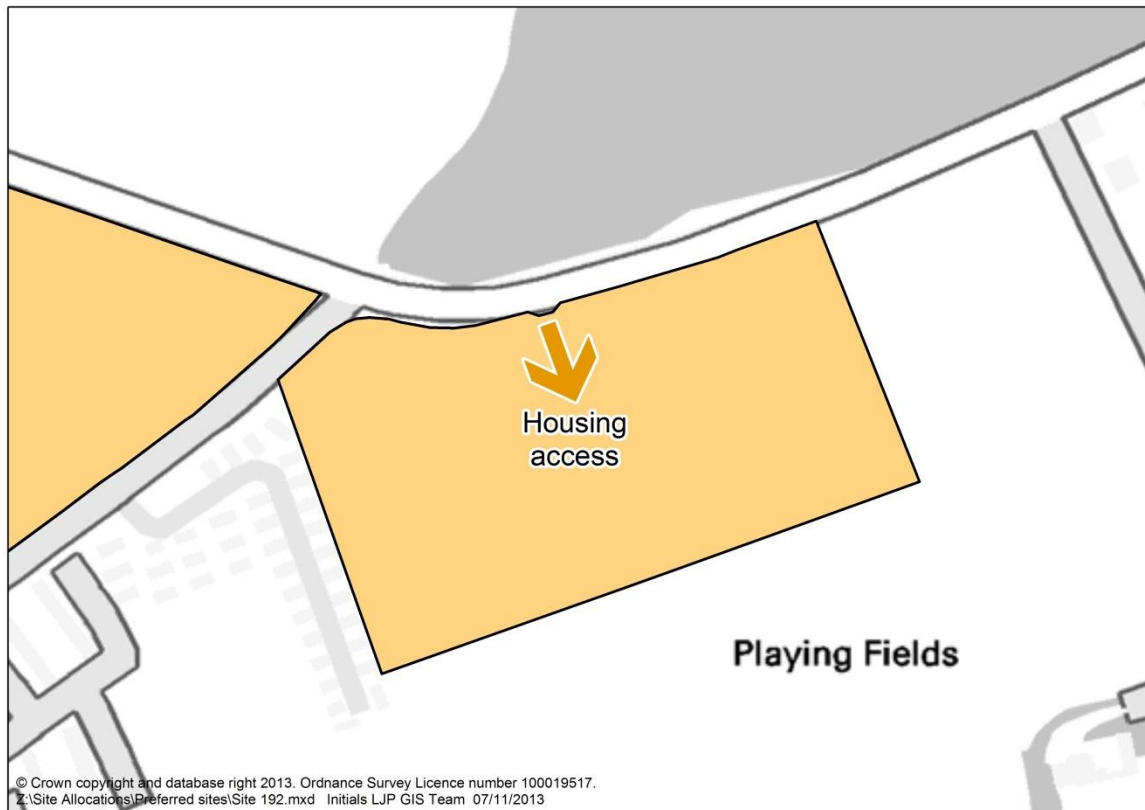 Housing
access
Playing Fields
© Crown copyright and database right 2013. Ordnance Survey Licence number 100019517.
Z:\Site Allocations\Preferred sites\Site 192.mxd   Initials LJP GIS Team  07/11/2013